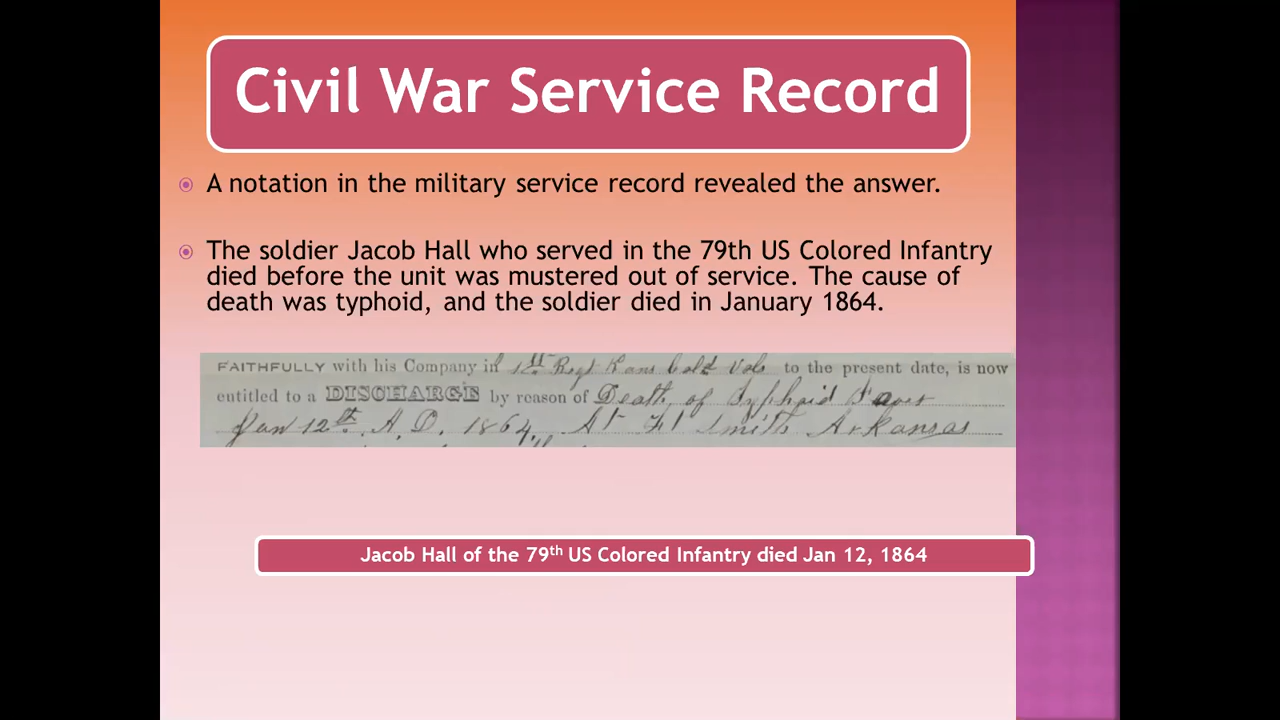 Civil War Service Record
A notation in the military service record revealed the answer.
The soldier Jacob Hall who served in the 79th US Colored Infantry
died before the unit was mustered out of service. The cause of
death was typhoid, and the soldier died in January 1864.
FAITHFULLY with his Company in 1st Regt Kans Cold Vols to the present date, is now
entitled to a DISCHARGE by reason of Death of Typhoid Fever
Jan 12th. A.D. 1864, At Ft Smith Arkansas
Jacob Hall of the 79th US Colored Infantry died Jan 12, 1864